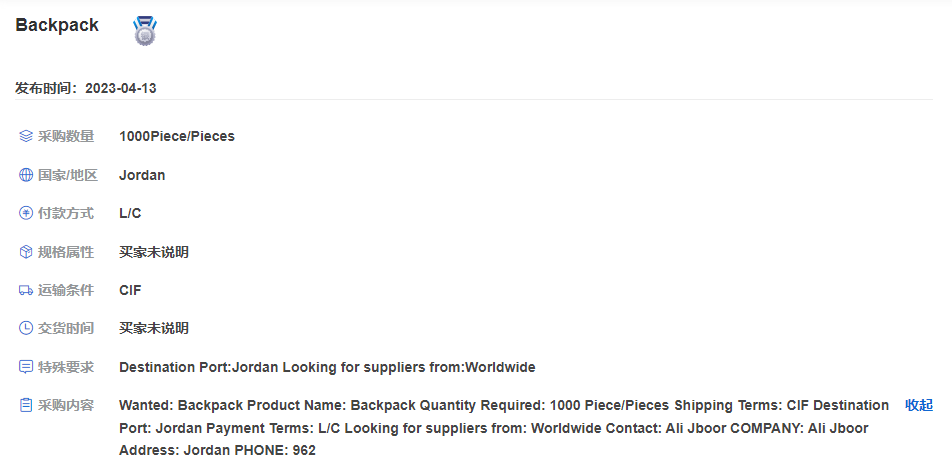 Backpack
发布时间：2023-04-13
采购数量 1000Piece/Pieces
国家/地区 Jordan
付款方式 L/C
规格属性 买家未说明
运输条件 CIF
交货时间 买家未说明
特殊要求 Destination Port:Jordan Looking for suppliers from:Worldwide
采购内容 Wanted: Backpack Product Name: Backpack Quantity Required: 1000 Piece/Pieces Shipping Terms: CIF Destination 收起
Port: Jordan Payment Terms: L/C Looking for suppliers from: Worldwide Contact: Ali Jboor COMPANY: Ali Jboor
Address: Jordan PHONE: 962